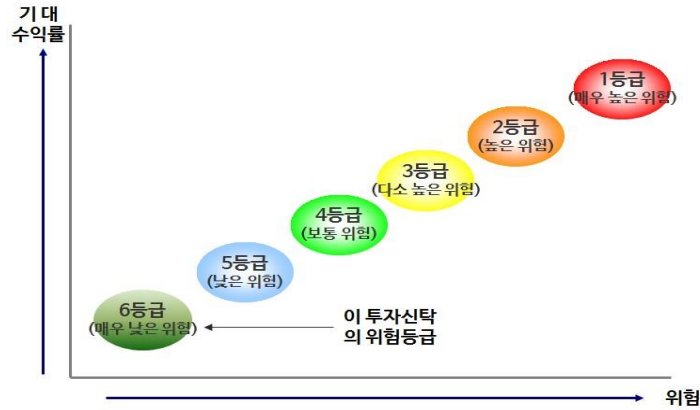 기 대
수익률
1등급
(매우 높은 위험)
2등급
(높은 위험)
3등급
(다소 높은 위험)
4등급
(보통 위험)
5등급
(낮은 위험)
6등급
(매우 낮은 위험)
이 투자신탁
의 위험등급
위험